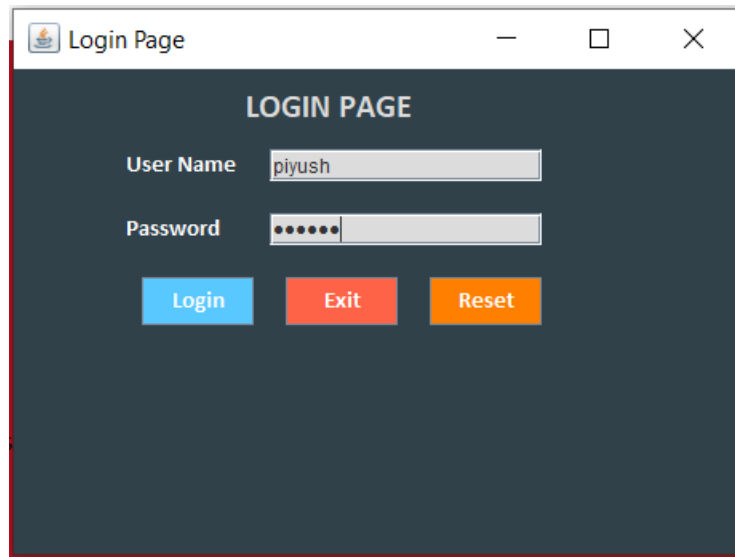 Login Page
LOGIN PAGE
User Name piyush
Password ••••••
Login Exit Reset